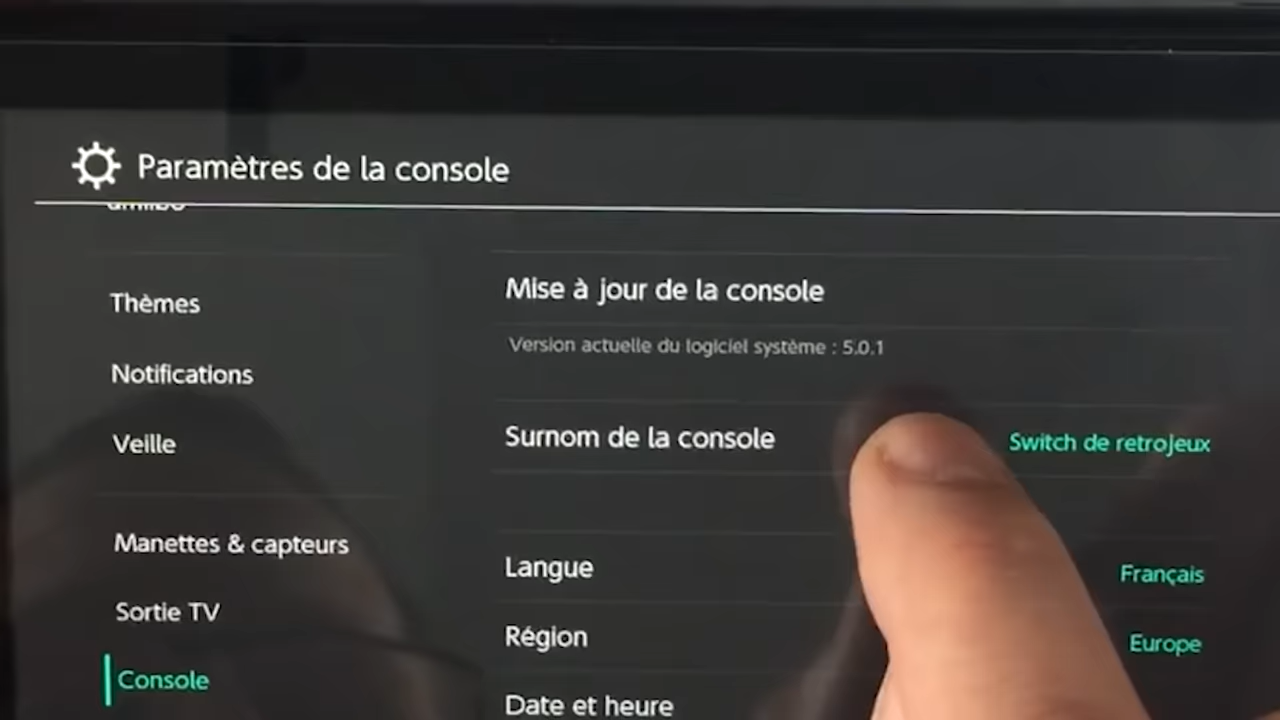 Paramètres de la console
amiibo
Thèmes
Notifications
Veille
Manettes & capteurs
Sortie TV
Console
Mise à jour de la console
Version actuelle du logiciel système : 5.0.1
Surnom de la console
Switch de retroJeux
Langue
Français
Région
Europe
Date et heure